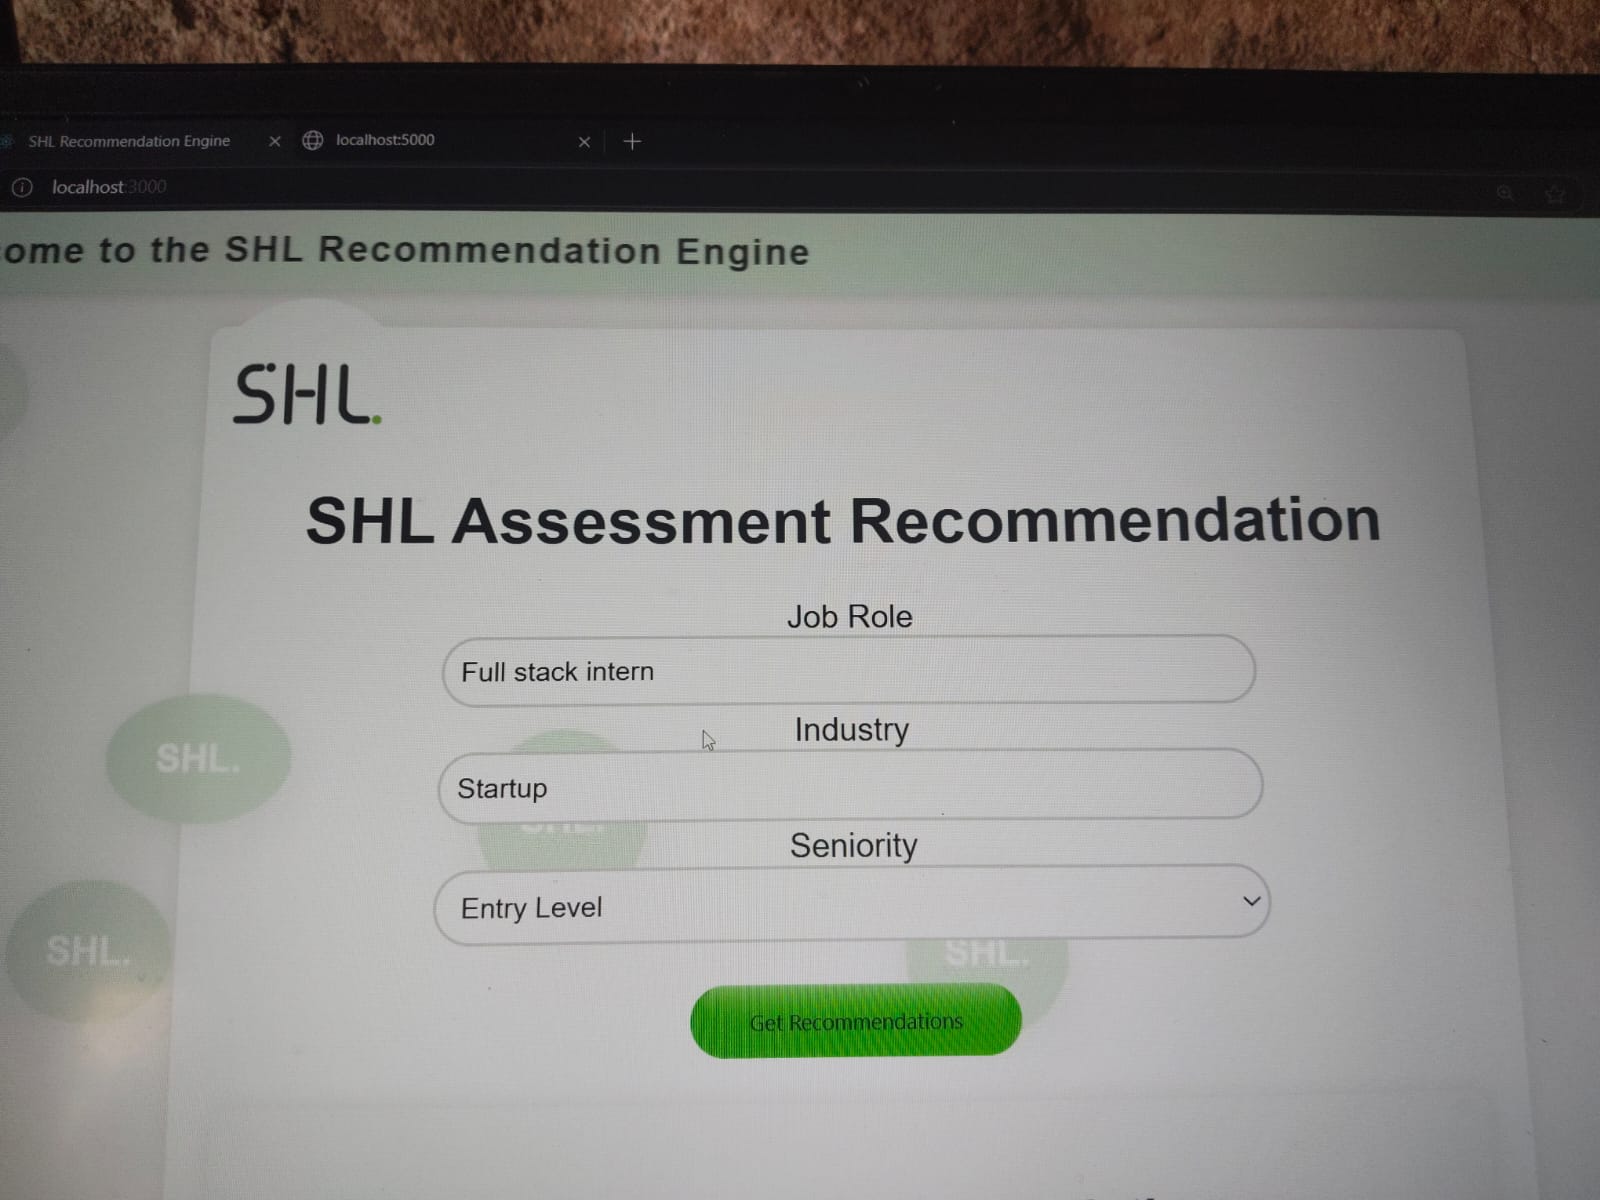 SHL Recommendation Engine
localhost:5000
localhost:3000
ome to the SHL Recommendation Engine
SHL.
SHL Assessment Recommendation
Job Role
Full stack intern
Industry
SHL.
Startup
SHL.
Seniority
Entry Level
SHL.
SHL.
Get Recommendations